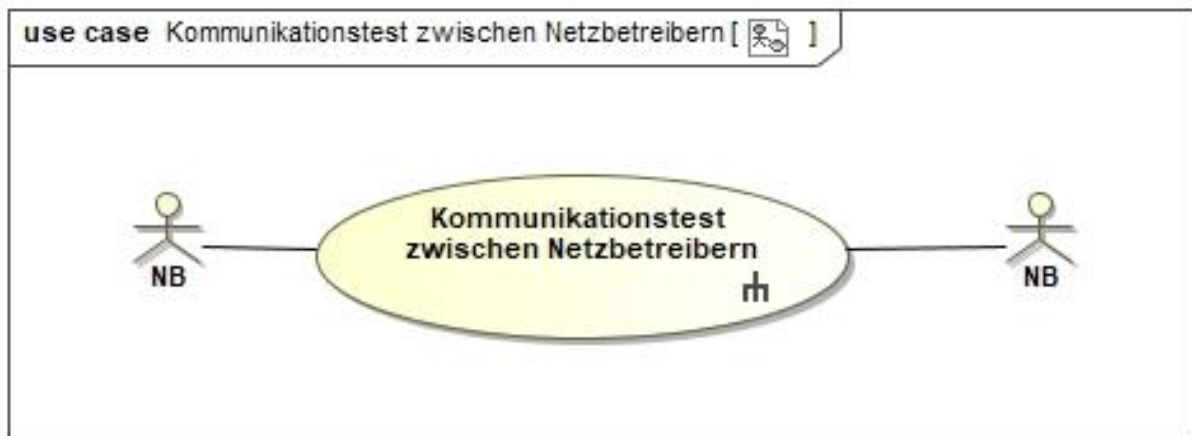 use case Kommunikationstest zwischen Netzbetreibern [ ]
Kommunikationstest
zwischen Netzbetreibern
NB
NB